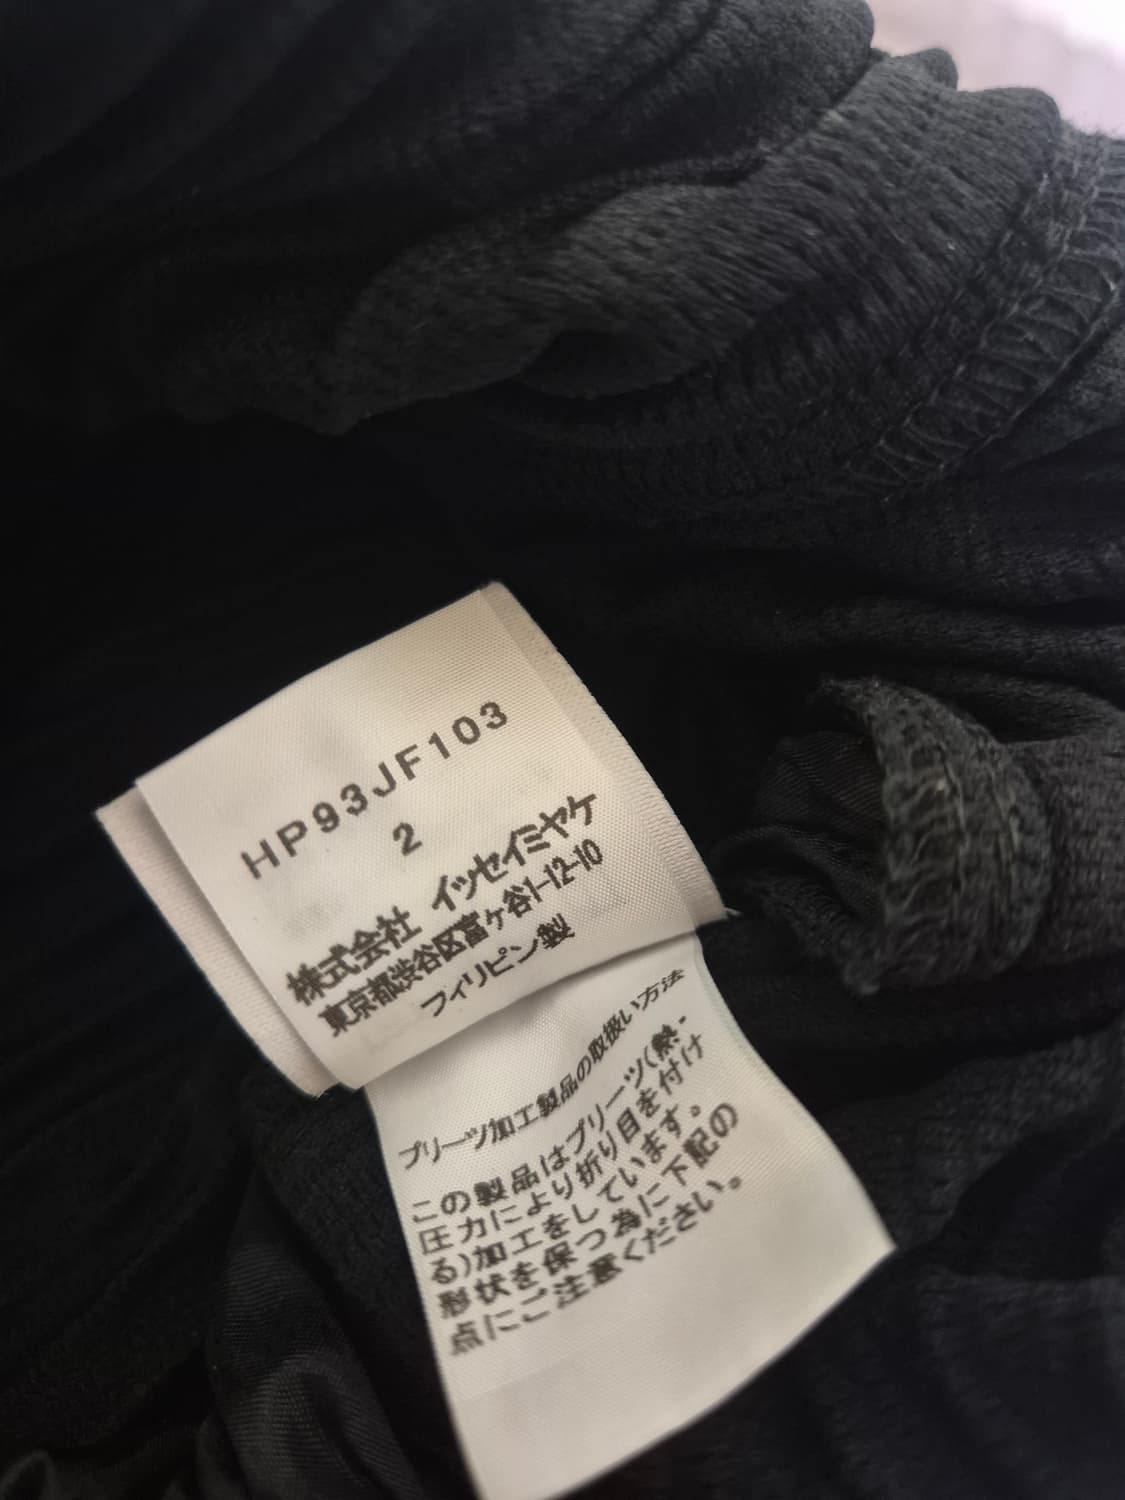 HP93JF103
2
株式会社 イッセイミヤケ
東京都渋谷区富ヶ谷1-12-10
フィリピン製
プリーツ加工製品の取扱い方法
この製品はプリーツ(熱・
圧力により折り目を付け
る)加工をしています。
形状を保つ為に下記の
点にご注意ください。